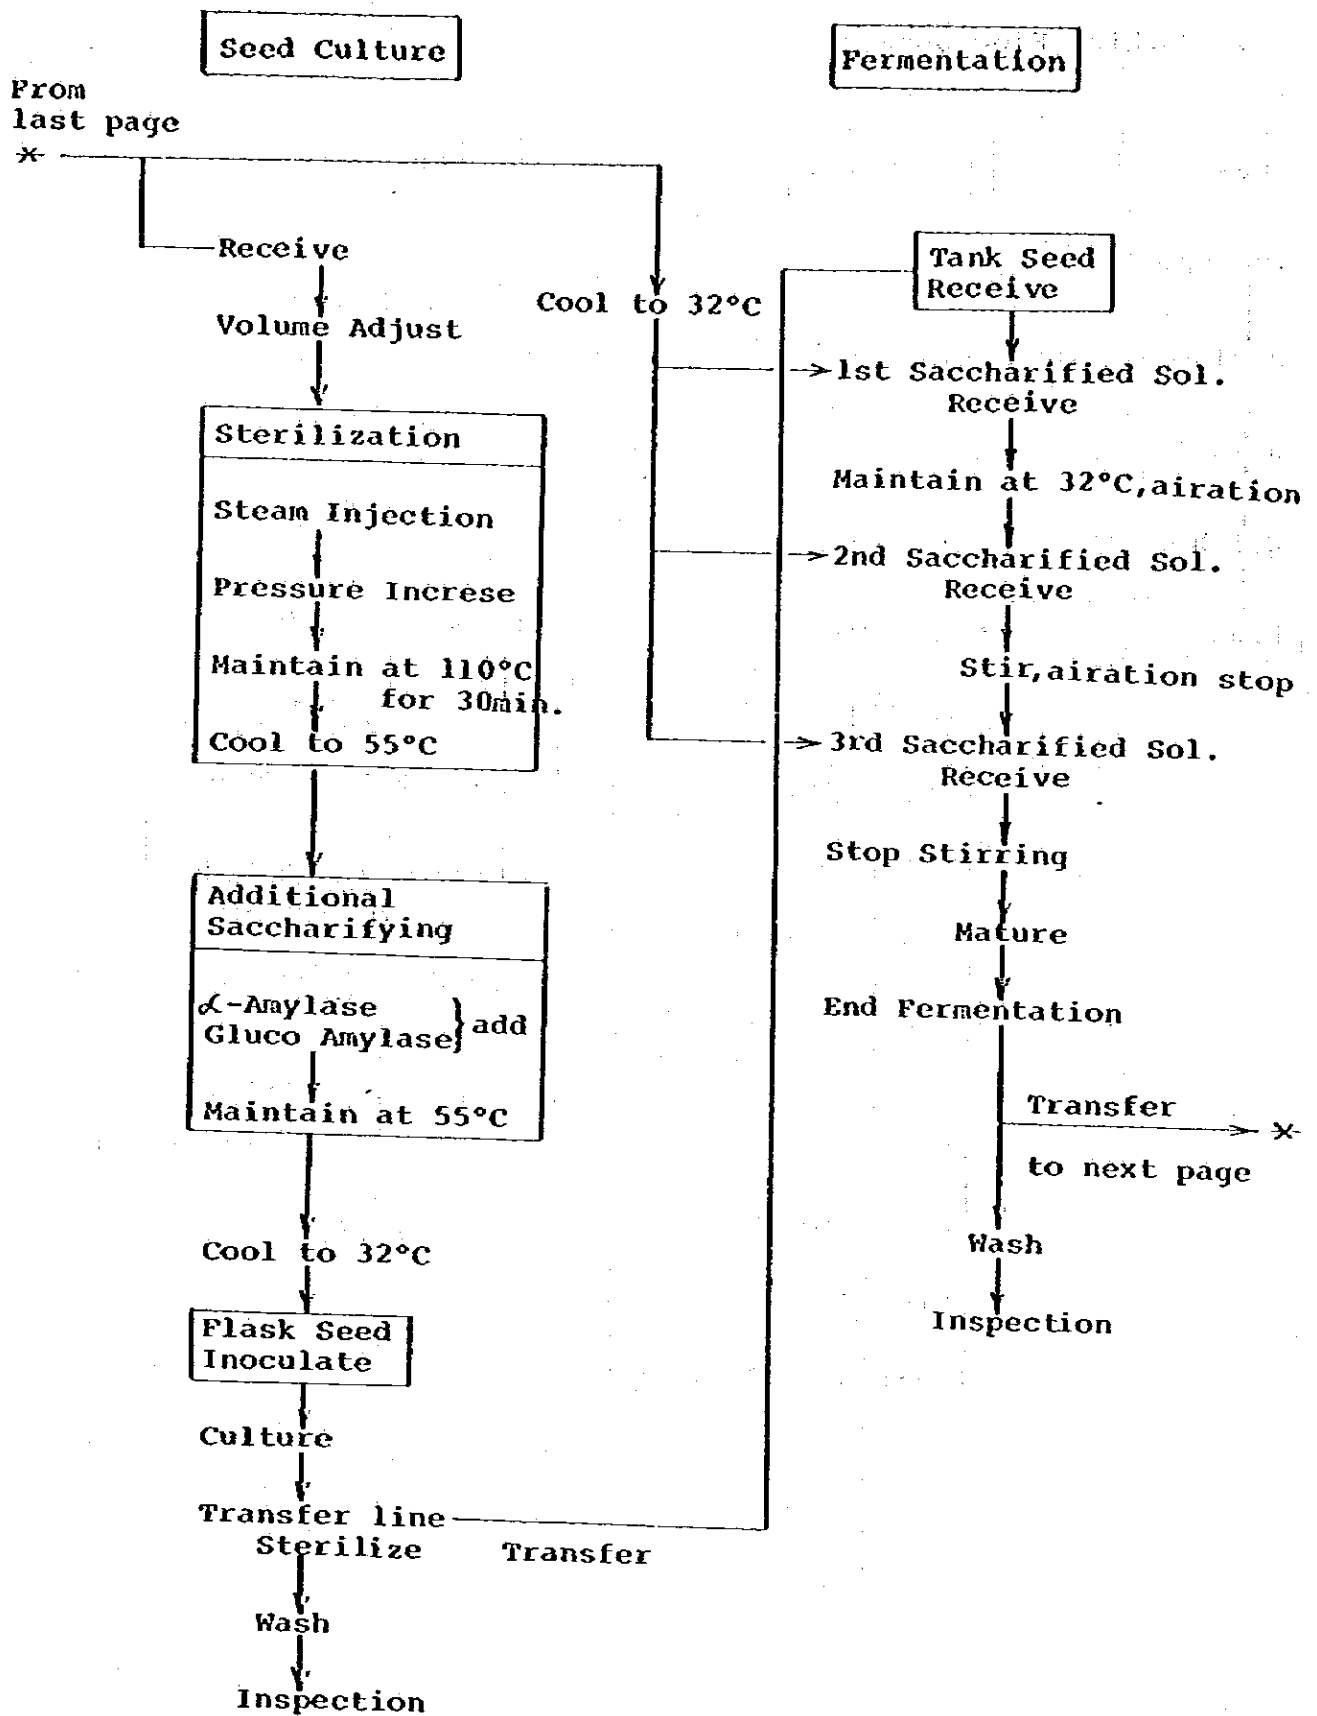 Seed Culture
Fermentation
From
last page
Receive
Volume Adjust
Sterilization
Steam Injection
Pressure Increse
Maintain at 110°C
for 30min.
Cool to 55°C
Additional
Saccharifying
α-Amylase
Gluco Amylase } add
Maintain at 55°C
Cool to 32°C
Flask Seed
Inoculate
Culture
Transfer line
Sterilize
Transfer
Wash
Inspection
Cool to 32°C
Tank Seed
Receive
1st Saccharified Sol.
Receive
Maintain at 32°C,airation
2nd Saccharified Sol.
Receive
Stir,airation stop
3rd Saccharified Sol.
Receive
Stop Stirring
Mature
End Fermentation
Transfer
to next page
Wash
Inspection